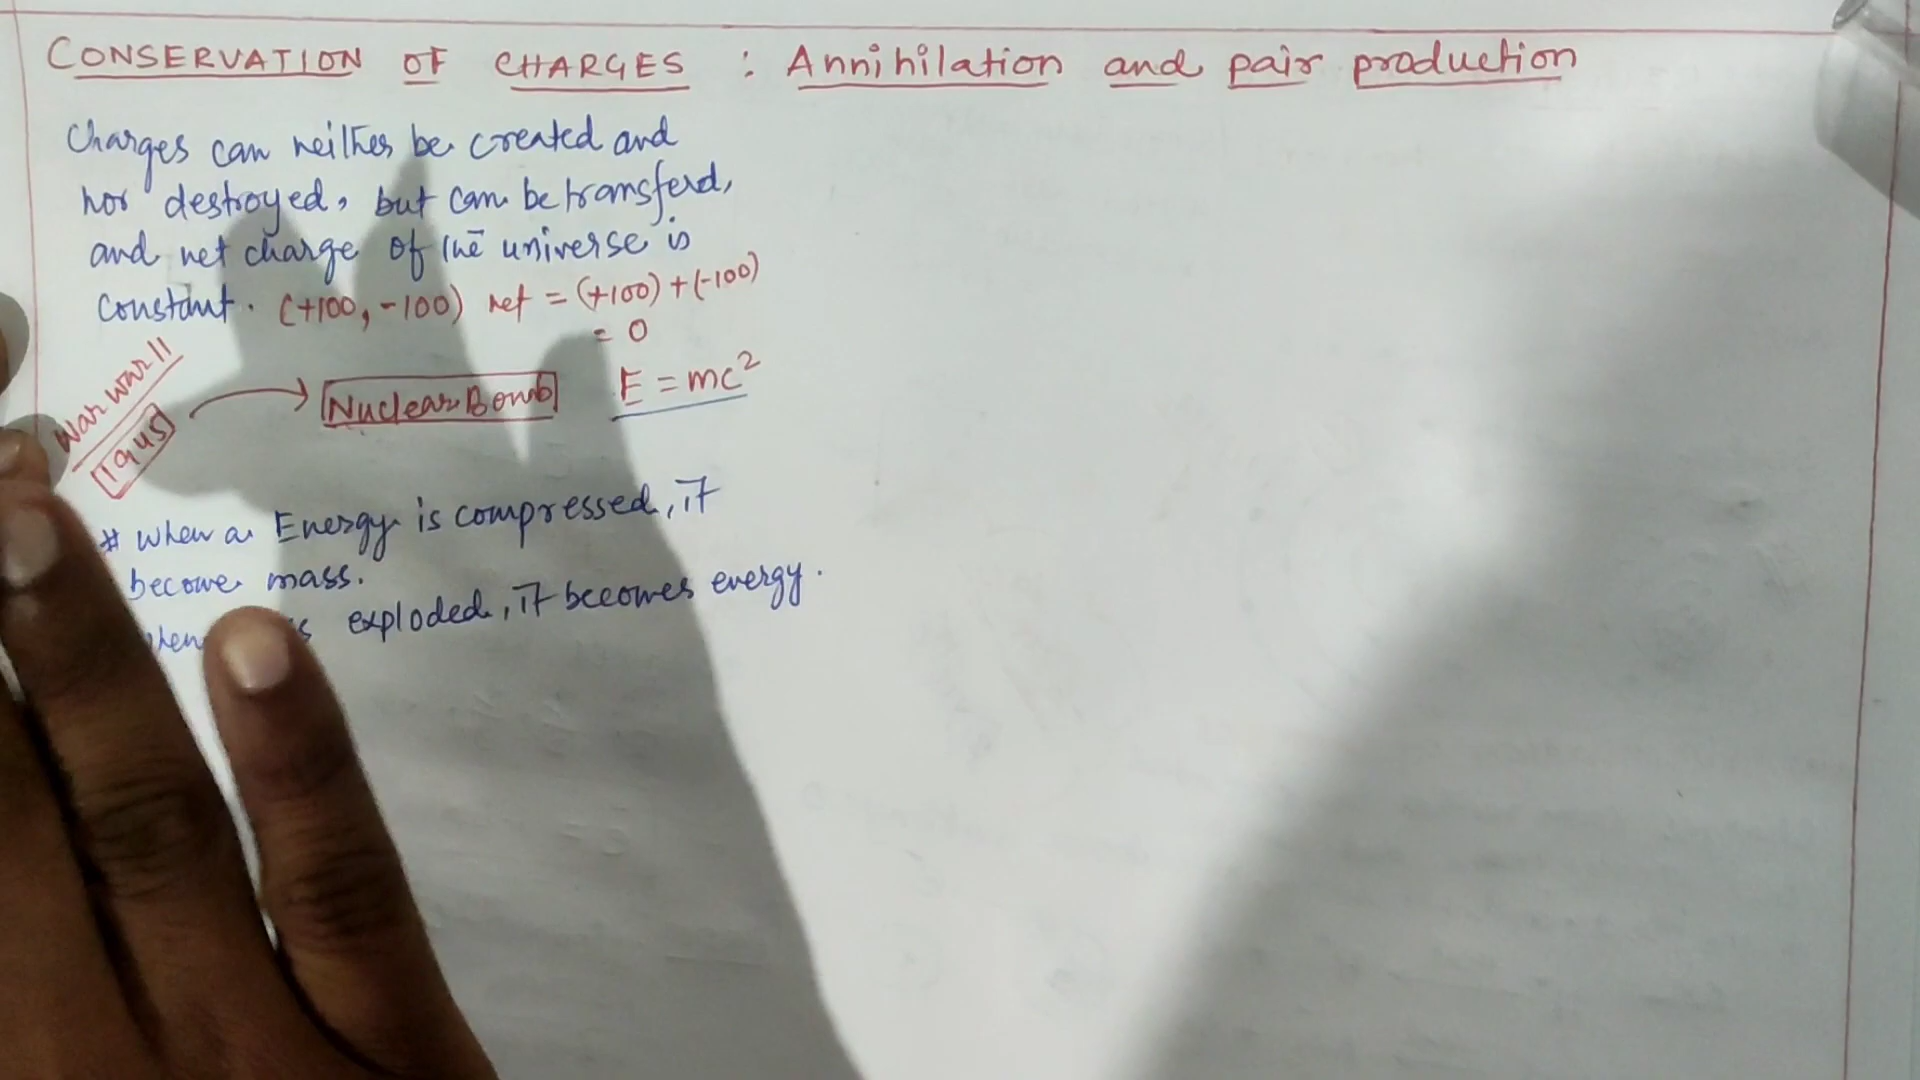 CONSERVATION OF CHARGES : Annihilation and pair production
Charges can neither be created and
nor destroyed, but can be transferd,
and net charge of the universe is
constant. (+100, -100) net = (+100) + (-100)
= 0
War war II
1945
Nuclear Bomb
E = mc²
# when a Energy is compressed, it
become mass.
exploded, it becomes energy.